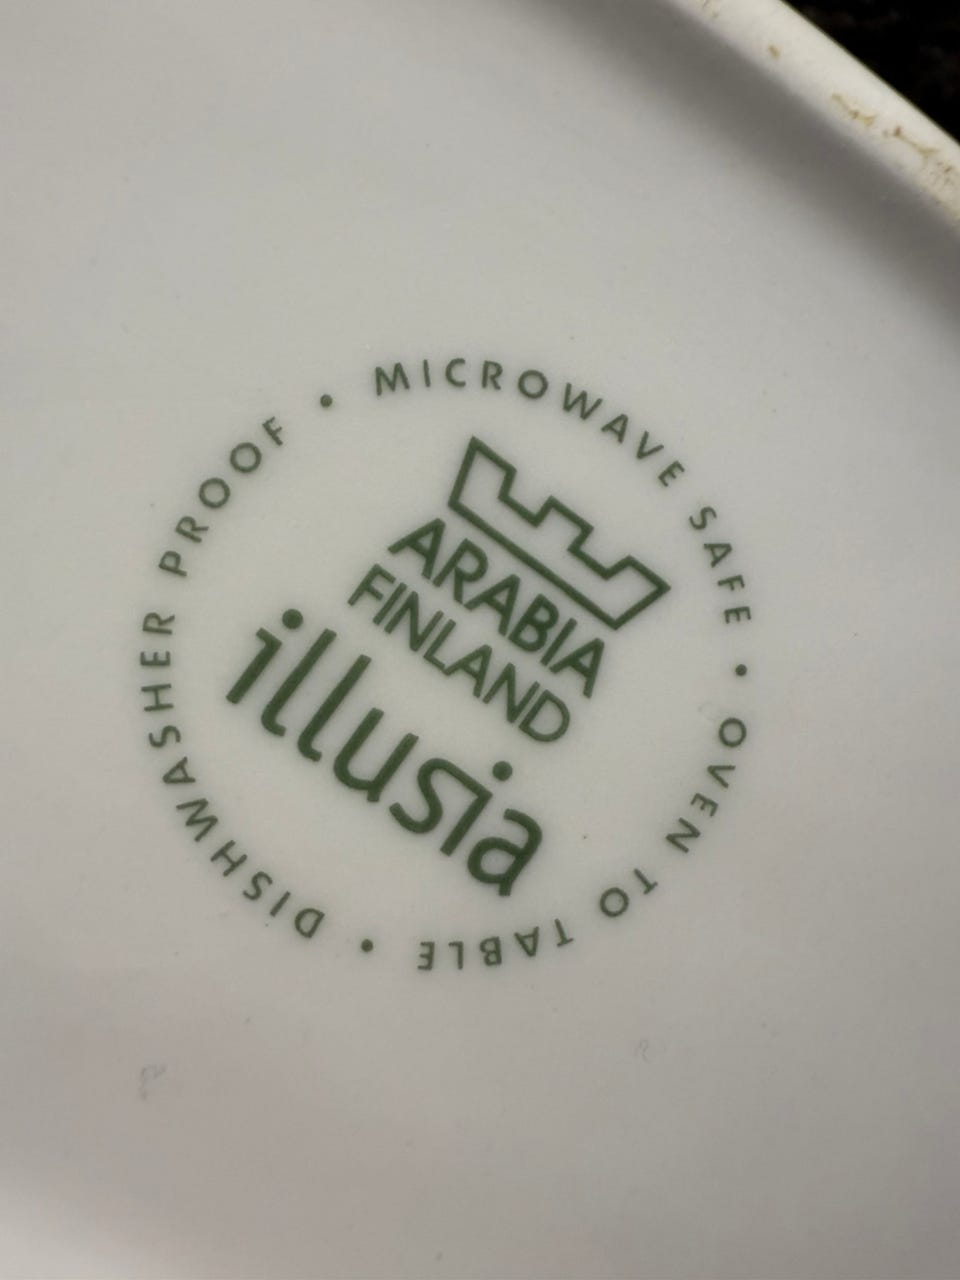 MICROWAVE SAFE • OVEN TO TABLE • DISHWASHER PROOF •
ARABIA
FINLAND
illusia